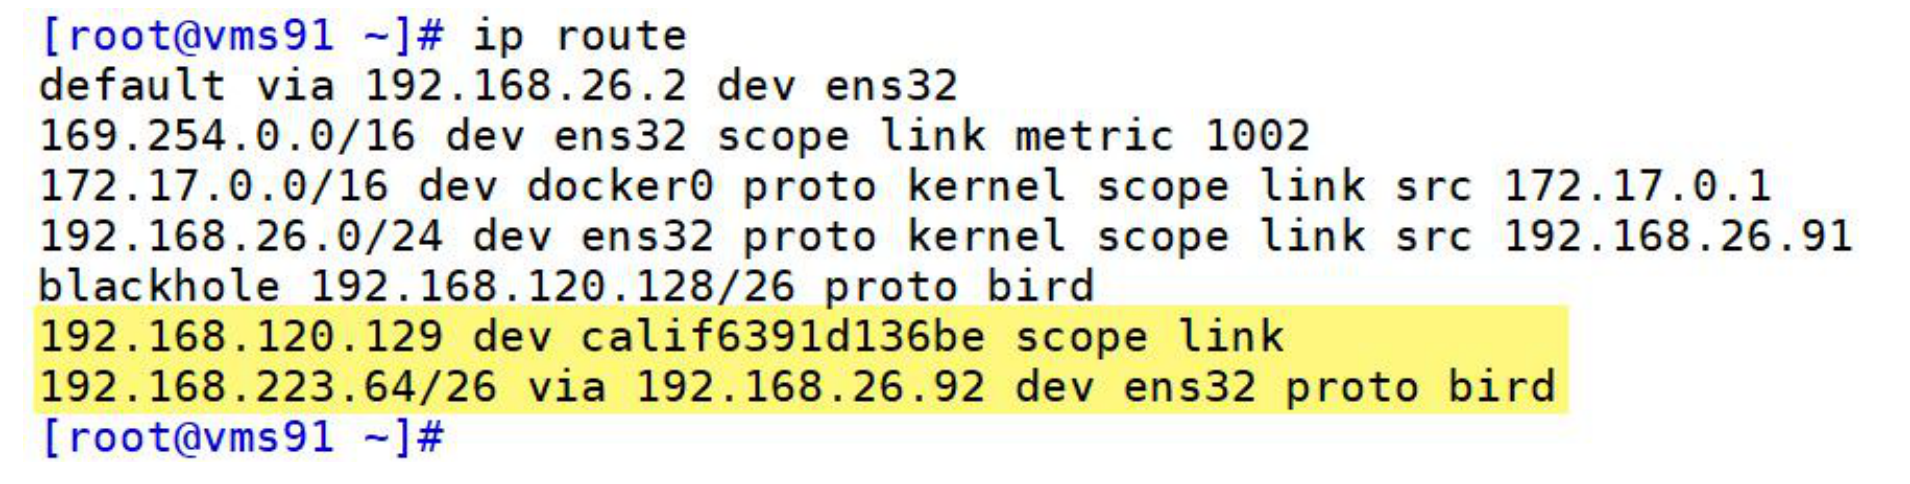 [root@vms91 ~]# ip route
default via 192.168.26.2 dev ens32
169.254.0.0/16 dev ens32 scope link metric 1002
172.17.0.0/16 dev docker0 proto kernel scope link src 172.17.0.1
192.168.26.0/24 dev ens32 proto kernel scope link src 192.168.26.91
blackhole 192.168.120.128/26 proto bird
192.168.120.129 dev calif6391d136be scope link
192.168.223.64/26 via 192.168.26.92 dev ens32 proto bird
[root@vms91 ~]#